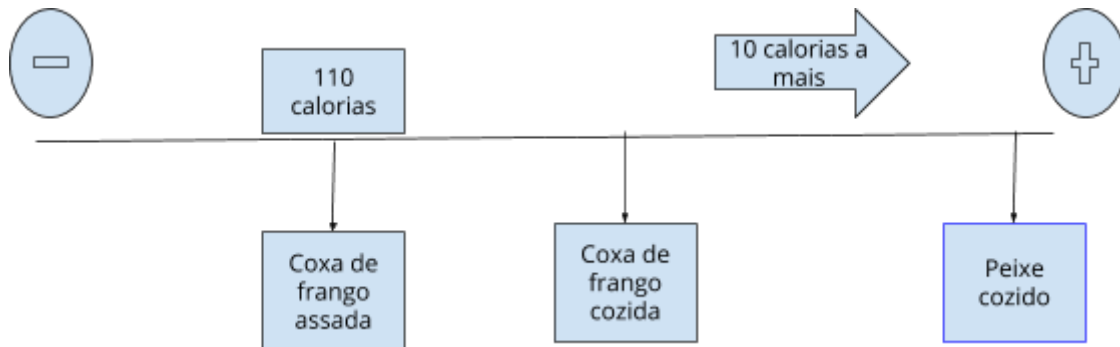 110
calorias
10 calorias a
mais
Coxa de
frango
assada
Coxa de
frango
cozida
Peixe
cozido